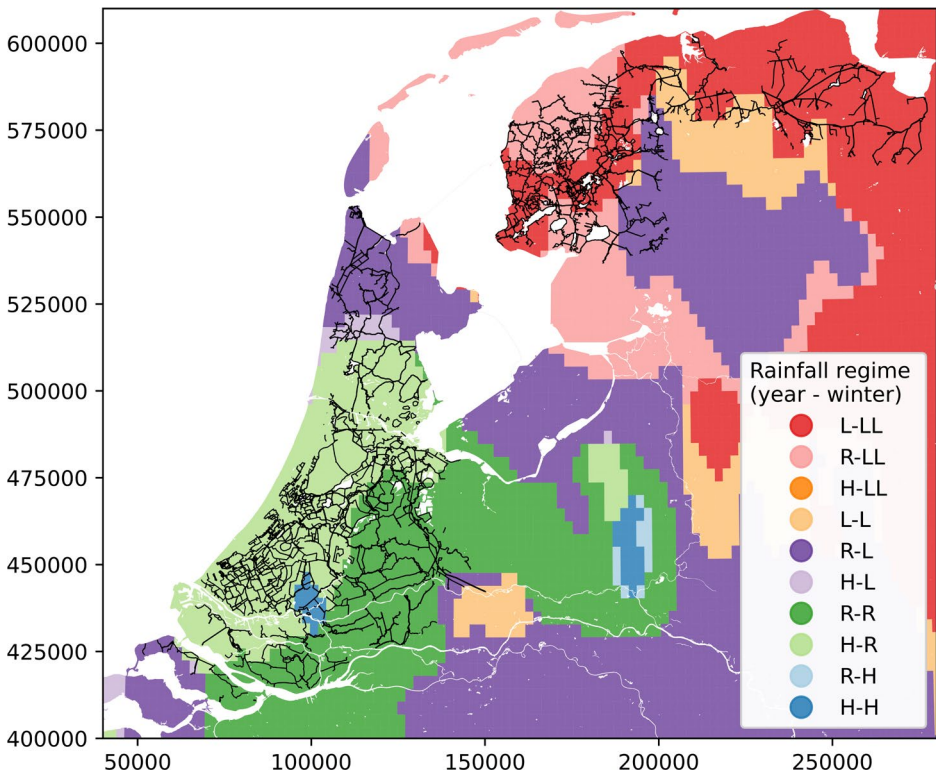 600000
575000
550000
525000
500000
475000
450000
425000
400000
Rainfall regime
(year - winter)
L-LL
R-LL
H-LL
L-L
R-L
H-L
R-R
H-R
R-H
H-H
50000 100000 150000 200000 250000